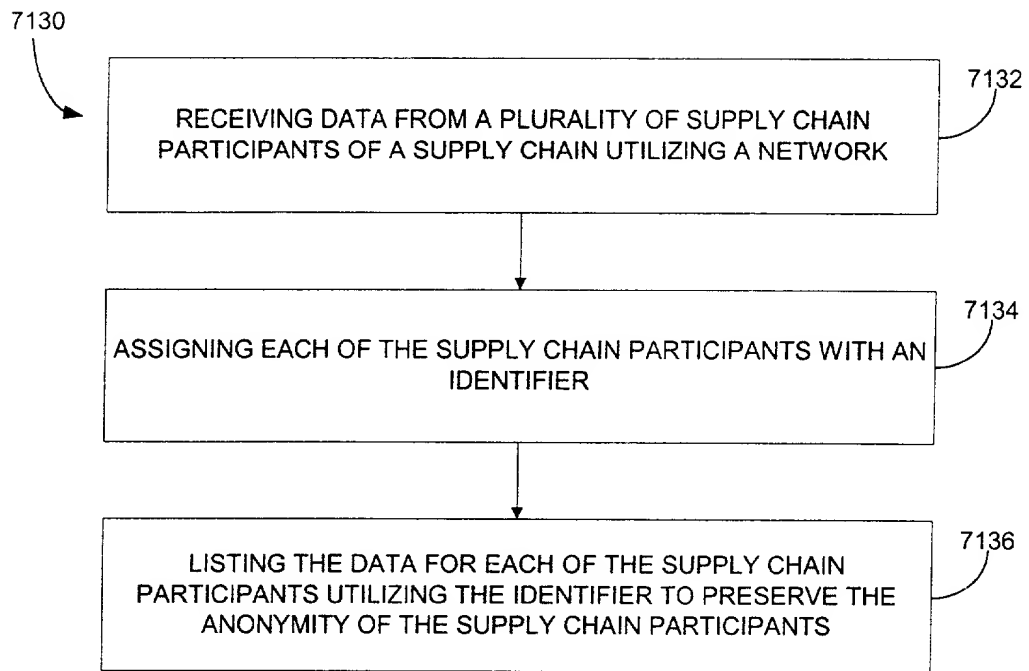 7130
7132
RECEIVING DATA FROM A PLURALITY OF SUPPLY CHAIN
PARTICIPANTS OF A SUPPLY CHAIN UTILIZING A NETWORK
7134
ASSIGNING EACH OF THE SUPPLY CHAIN PARTICIPANTS WITH AN
IDENTIFIER
7136
LISTING THE DATA FOR EACH OF THE SUPPLY CHAIN
PARTICIPANTS UTILIZING THE IDENTIFIER TO PRESERVE THE
ANONYMITY OF THE SUPPLY CHAIN PARTICIPANTS